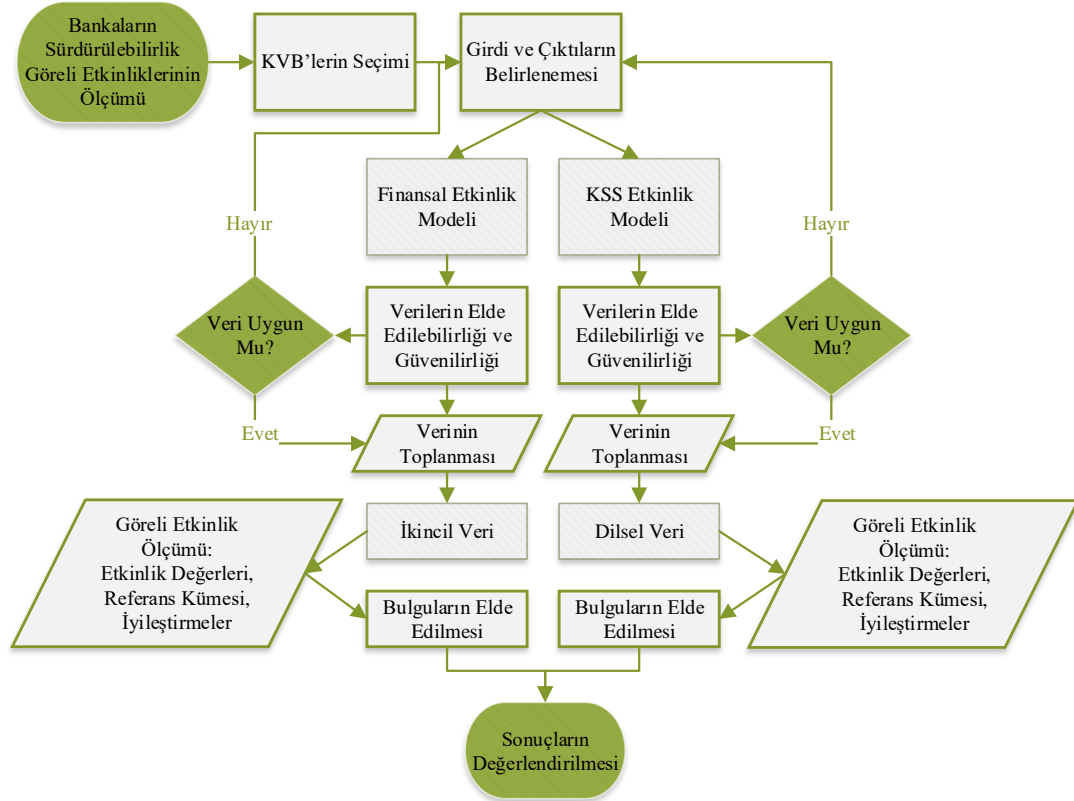 Bankaların
Sürdürülebilirlik
Göreli Etkinliklerinin
Ölçümü
KVB’lerin Seçimi
Girdi ve Çıktıların
Belirlenemesi
Finansal Etkinlik
Modeli
KSS Etkinlik
Modeli
Hayır
Hayır
Veri Uygun
Mu?
Verilerin Elde
Edilebilirliği ve
Güvenilirliği
Verilerin Elde
Edilebilirliği ve
Güvenilirliği
Veri Uygun
Mu?
Evet
Verinin
Toplanması
Verinin
Toplanması
Evet
Göreli Etkinlik
Ölçümü:
Etkinlik Değerleri,
Referans Kümesi,
İyileştirmeler
İkincil Veri
Dilsel Veri
Göreli Etkinlik
Ölçümü:
Etkinlik Değerleri,
Referans Kümesi,
İyileştirmeler
Bulguların Elde
Edilmesi
Bulguların Elde
Edilmesi
Sonuçların
Değerlendirilmesi